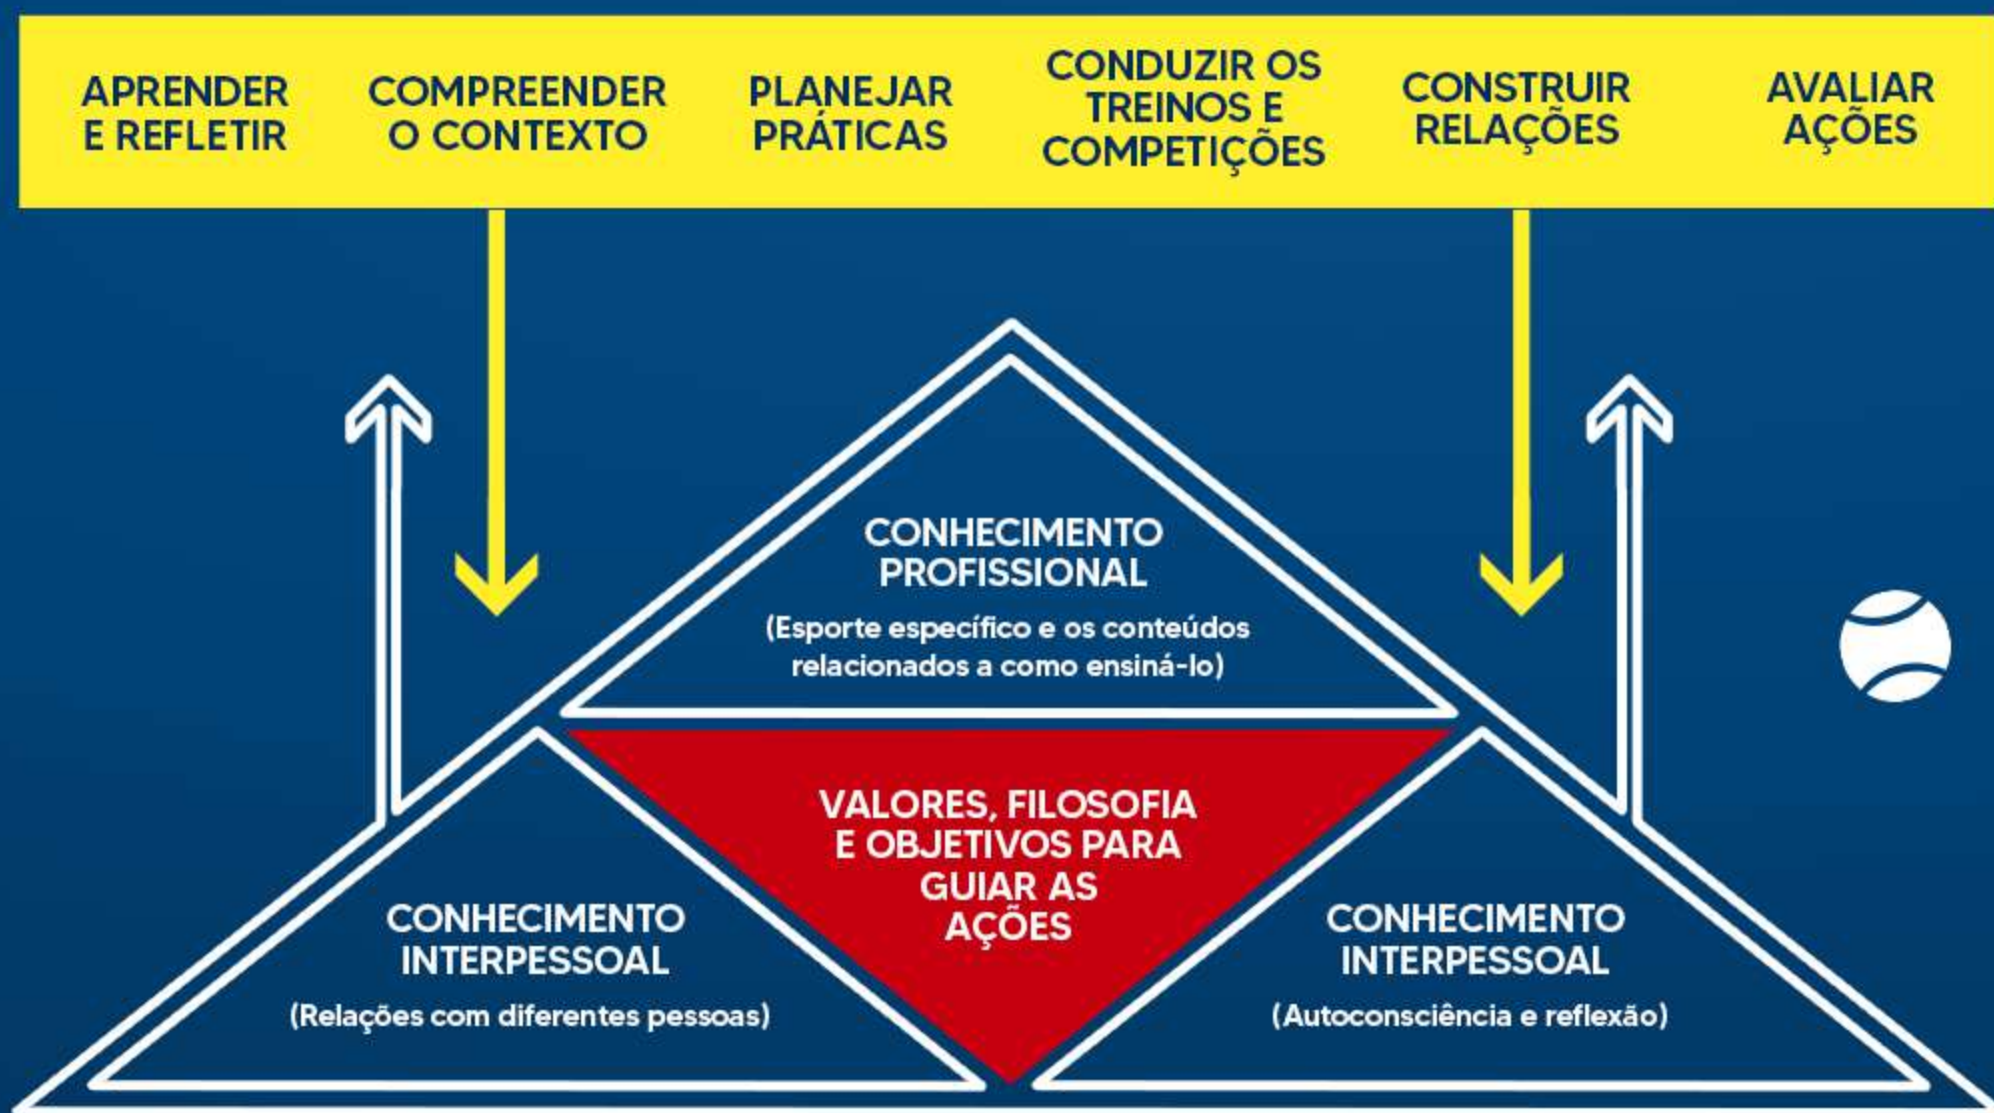 APRENDER
E REFLETIR
COMPREENDER
O CONTEXTO
PLANEJAR
PRÁTICAS
CONDUZIR OS
TREINOS E
COMPETIÇÕES
CONSTRUIR
RELAÇÕES
AVALIAR
AÇÕES
CONHECIMENTO
PROFISSIONAL
(Esporte específico e os conteúdos
relacionados a como ensiná-lo)
VALORES, FILOSOFIA
E OBJETIVOS PARA
GUIAR AS
AÇÕES
CONHECIMENTO
INTERPESSOAL
(Relações com diferentes pessoas)
CONHECIMENTO
INTERPESSOAL
(Autoconsciência e reflexão)